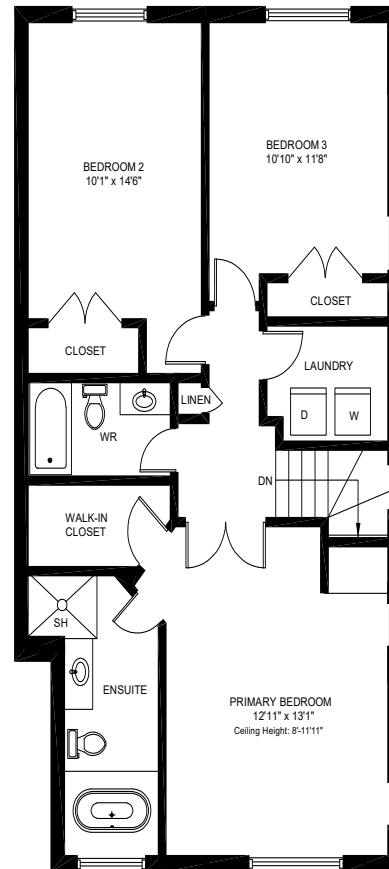 BEDROOM 2
10'1" x 14'6"
BEDROOM 3
10'10" x 11'8"
CLOSET
CLOSET
LAUNDRY
D
W
LINEN
WR
DN
WALK-IN
CLOSET
SH
ENSUITE
PRIMARY BEDROOM
12'11" x 13'1"
Ceiling Height: 8'-11'11"